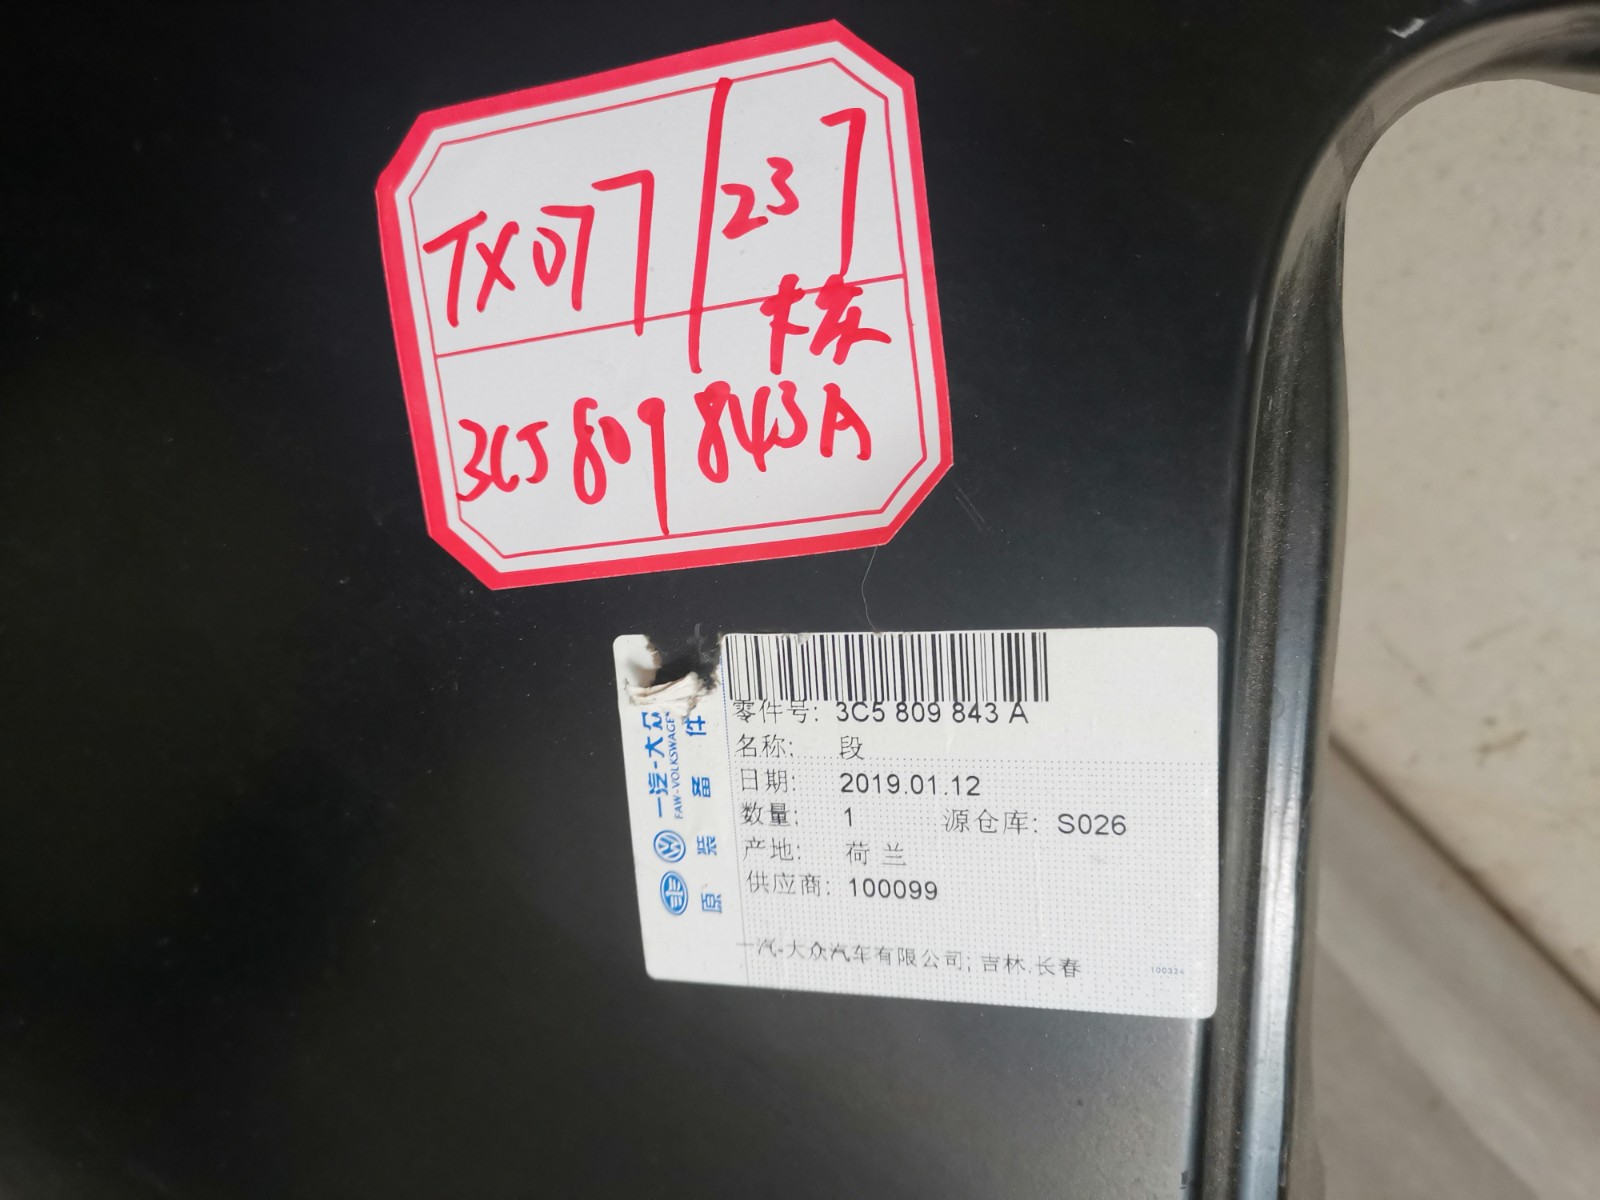 TX077/237
3C5 809 843A
零件号: 3C5 809 843 A
名称: 段
日期: 2019.01.12
数量: 1 源仓库: S026
产地: 荷兰
供应商: 100099
一汽-大众汽车有限公司; 吉林.长春
100324
一汽-大众
FAW-VOLKSWAGEN
原装备件